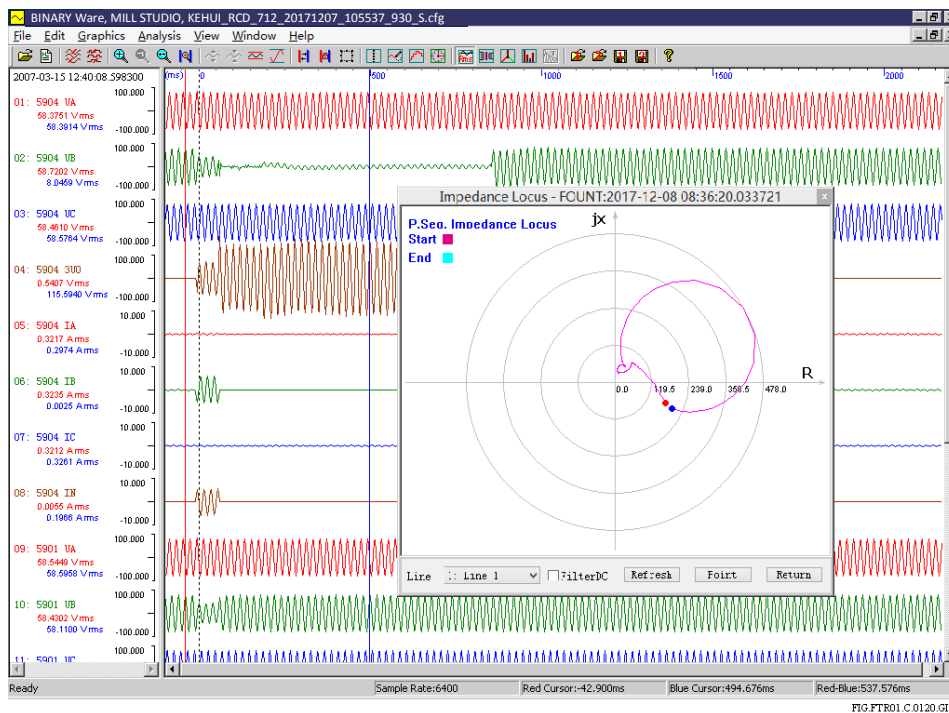 BINARY Ware, MILL STUDIO, KEHUI_RCD_712_20171207_105537_930_S.cfg
File Edit Graphics Analysis View Window Help
2007-03-15 12:40:08.598300 (ms) 0 500 1000 1500 2000
01: 5904 UA
58.3751 Vrms
58.3914 Vrms
100.000
-100.000
02: 5904 UB
58.7202 Vrms
8.0459 Vrms
100.000
-100.000
03: 5904 UC
58.4610 Vrms
58.5764 Vrms
100.000
-100.000
04: 5904 3U0
0.5407 Vrms
115.5940 Vrms
100.000
-100.000
05: 5904 IA
0.3217 Arms
0.2974 Arms
10.000
-10.000
06: 5904 IB
0.3235 Arms
0.0025 Arms
10.000
-10.000
07: 5904 IC
0.3212 Arms
0.3261 Arms
10.000
-10.000
08: 5904 IN
0.0055 Arms
0.1966 Arms
10.000
-10.000
09: 5901 UA
58.5449 Vrms
58.5958 Vrms
100.000
-100.000
10: 5901 UB
58.4302 Vrms
58.1100 Vrms
100.000
-100.000
11: 5901 UC
100.000
Impedance Locus - FOUNT:2017-12-08 08:36:20.033721
P.Seq. Impedance Locus
Start
End
jx
R
0.0 119.5 239.0 358.5 478.0
Line 1: Line 1 FilterDC Refresh Point Return
Ready Sample Rate:6400 Red Cursor:-42.900ms Blue Cursor:494.676ms Red-Blue:537.576ms